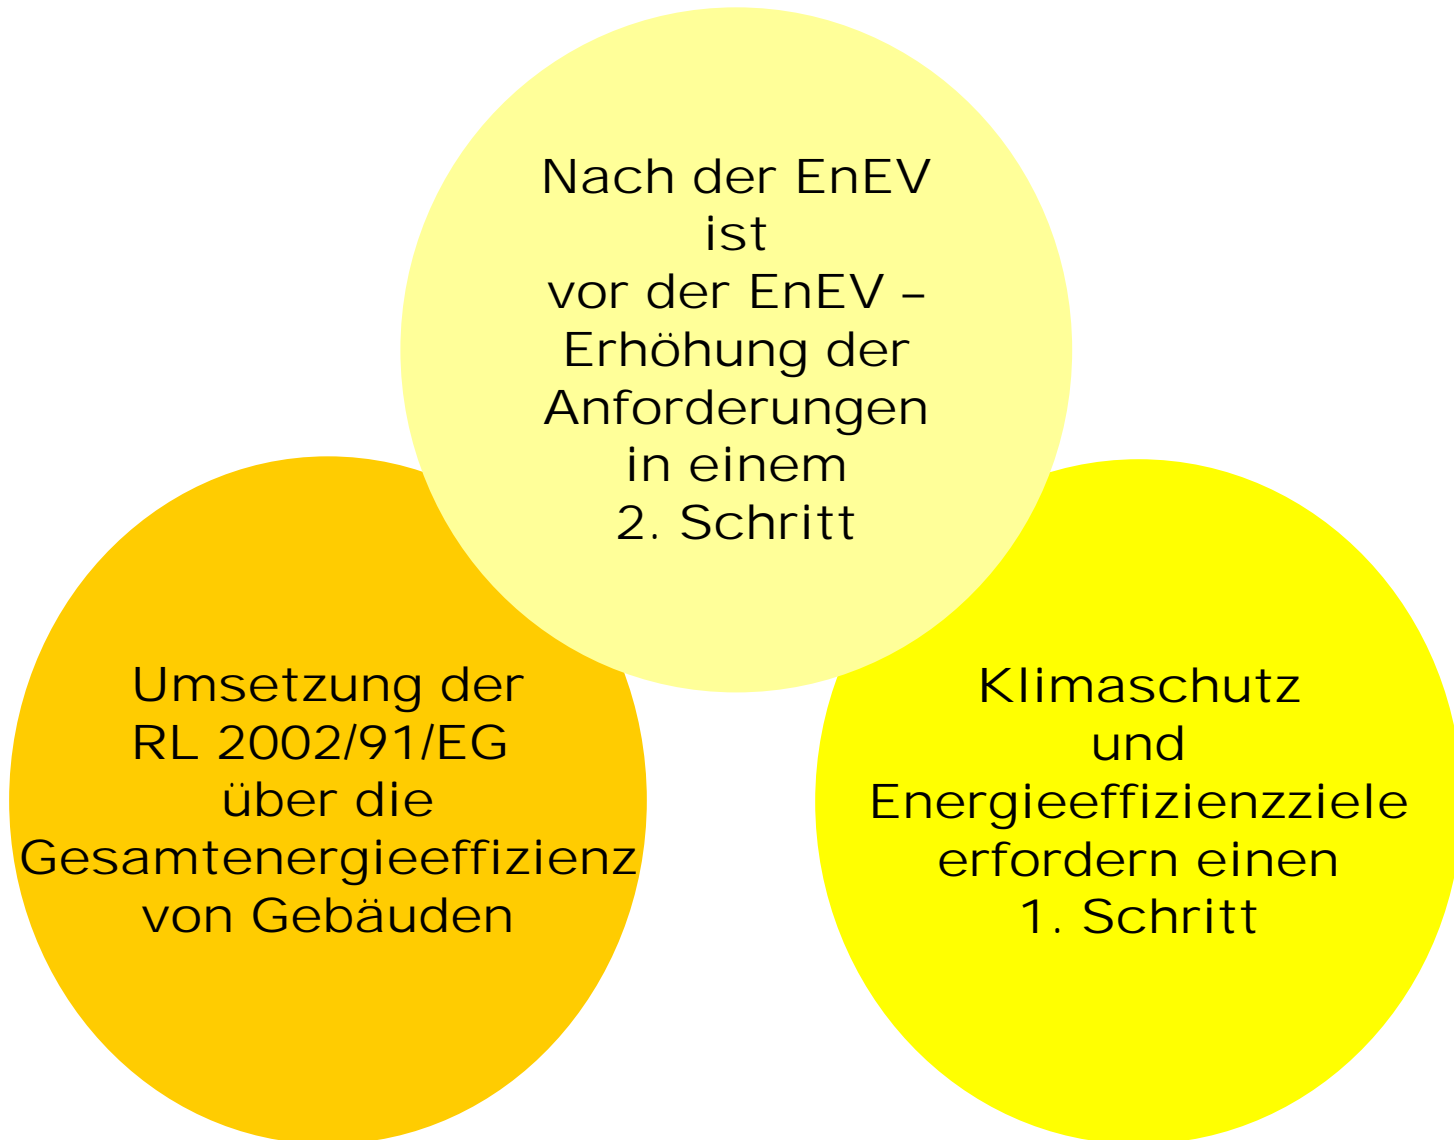 Nach der EnEV
ist
vor der EnEV –
Erhöhung der
Anforderungen
in einem
2. Schritt
Umsetzung der
RL 2002/91/EG
über die
Gesamtenergieeffizienz
von Gebäuden
Klimaschutz
und
Energieeffizienzziele
erfordern einen
1. Schritt